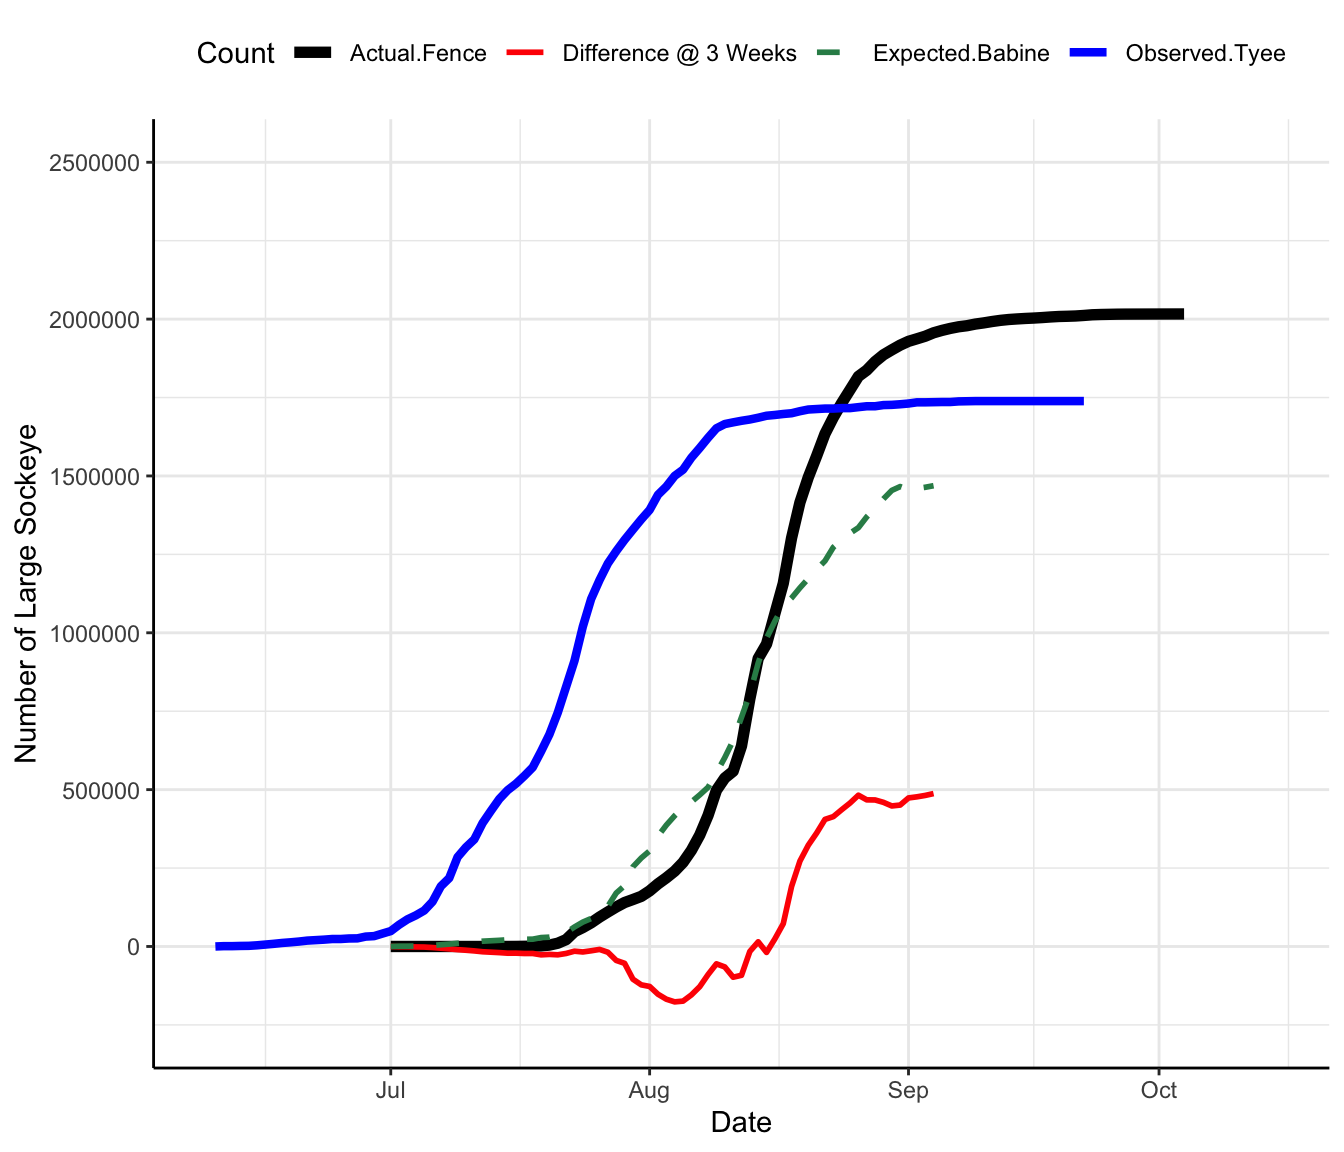 Count Actual.Fence Difference @ 3 Weeks Expected.Babine Observed.Tyee
Number of Large Sockeye
2500000
2000000
1500000
1000000
500000
0
Jul Aug Sep Oct
Date